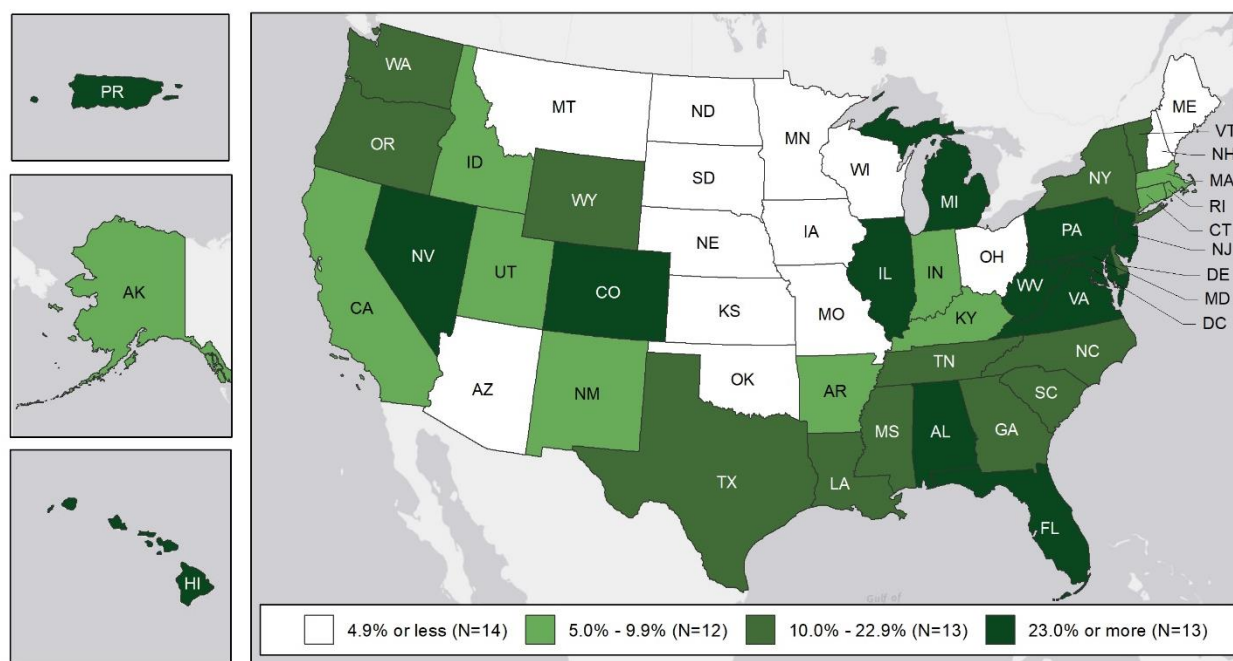 PR
AK
HI
WA
OR
ID
MT
ND
MN
WI
ME
VT
NH
MA
RI
CT
NJ
DE
MD
DC
NY
PA
MI
SD
WY
NV
UT
CO
NE
IA
IL
IN
OH
WV
VA
CA
KS
MO
KY
NC
AZ
NM
OK
AR
TN
SC
MS
AL
GA
TX
LA
FL
Gulf of
4.9% or less (N=14)
5.0% - 9.9% (N=12)
10.0% - 22.9% (N=13)
23.0% or more (N=13)